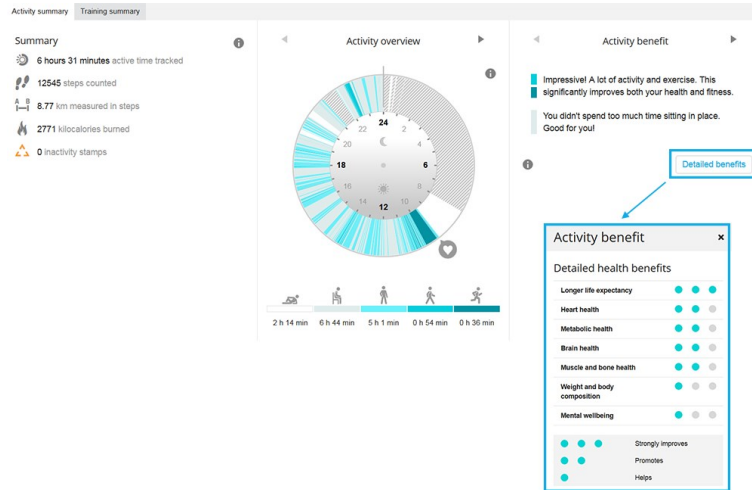 Activity summary
Training summary
Summary
6 hours 31 minutes active time tracked
12545 steps counted
A B
8.77 km measured in steps
2771 kilocalories burned
0 inactivity stamps
Activity overview
24
22
2
20
4
18
6
16
8
14
10
12
2 h 14 min
6 h 44 min
5 h 1 min
0 h 54 min
0 h 36 min
Activity benefit
Impressive! A lot of activity and exercise. This
significantly improves both your health and fitness.
You didn't spend too much time sitting in place.
Good for you!
Detailed benefits
Activity benefit
×
Detailed health benefits
Longer life expectancy
Heart health
Metabolic health
Brain health
Muscle and bone health
Weight and body
composition
Mental wellbeing
Strongly improves
Promotes
Helps